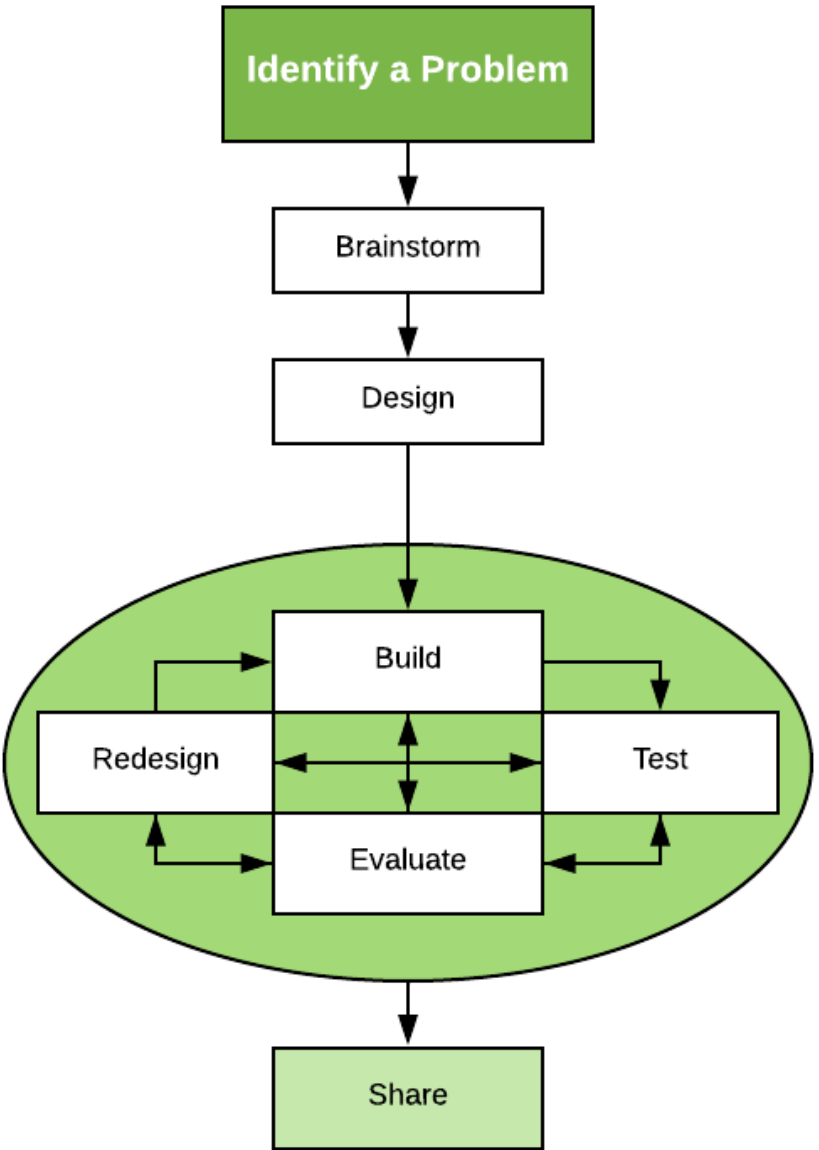 Identify a Problem
Brainstorm
Design
Build
Redesign
Test
Evaluate
Share